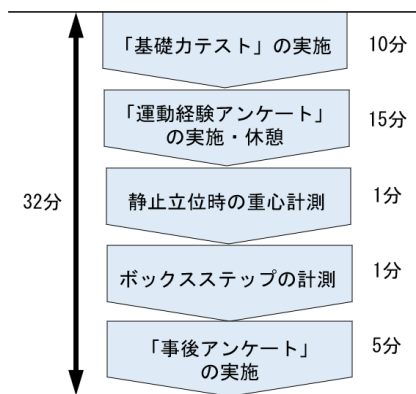 「基礎力テスト」の実施
10分
「運動経験アンケート」
の実施・休憩
15分
静止立位時の重心計測
1分
32分
ボックスステップの計測
1分
「事後アンケート」
の実施
5分